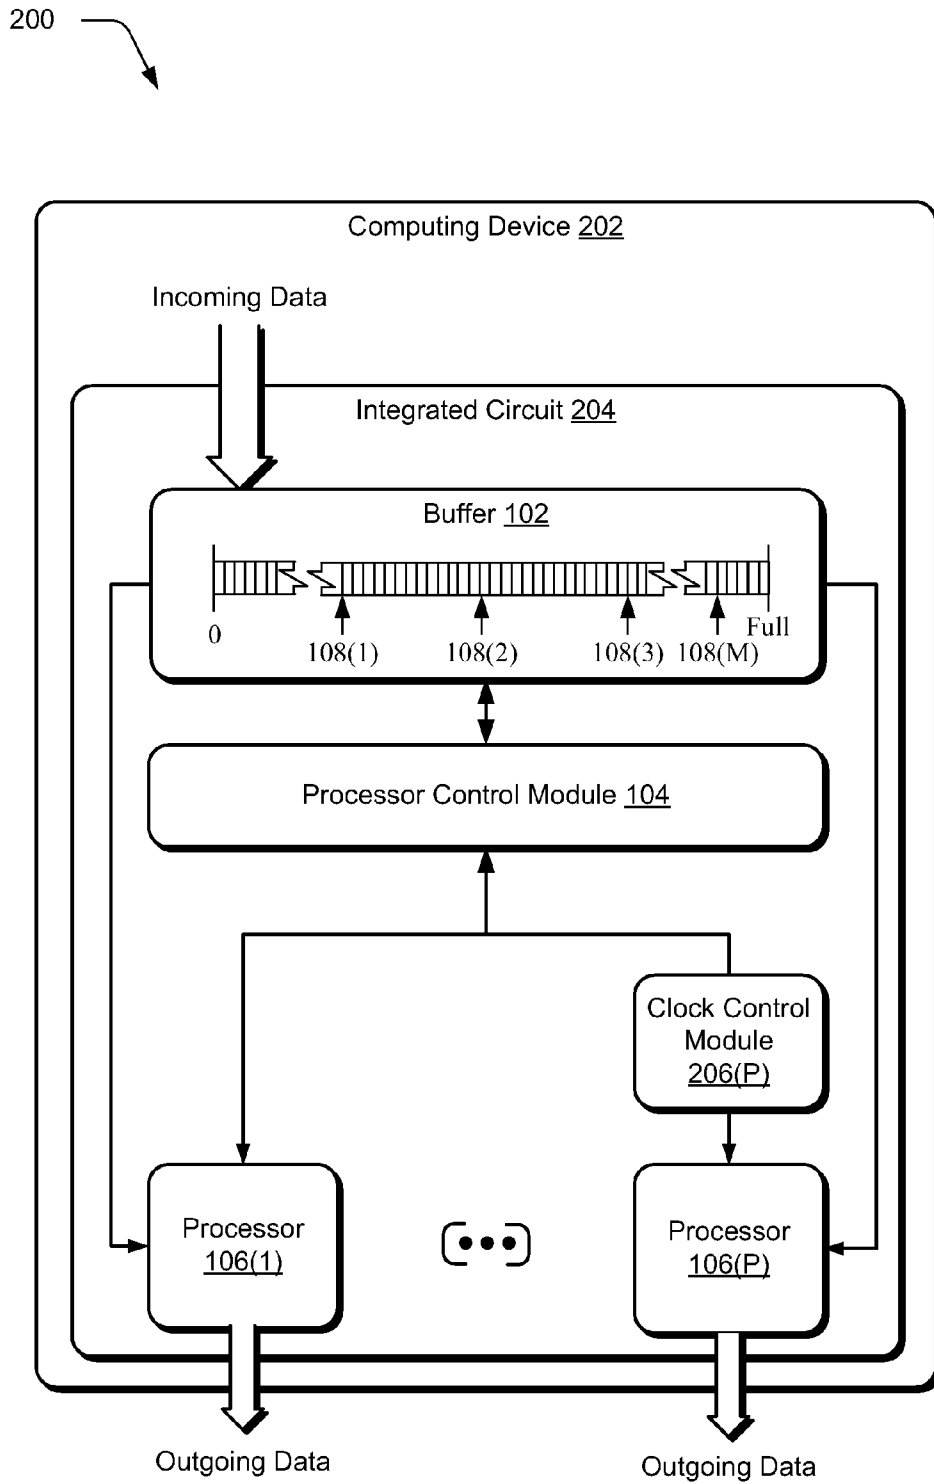 200
Computing Device 202
Incoming Data
Integrated Circuit 204
Buffer 102
0
Full
108(1)
108(2)
108(3)
108(M)
Processor Control Module 104
Clock Control
Module
206(P)
Processor
106(1)
Processor
106(P)
Outgoing Data
Outgoing Data